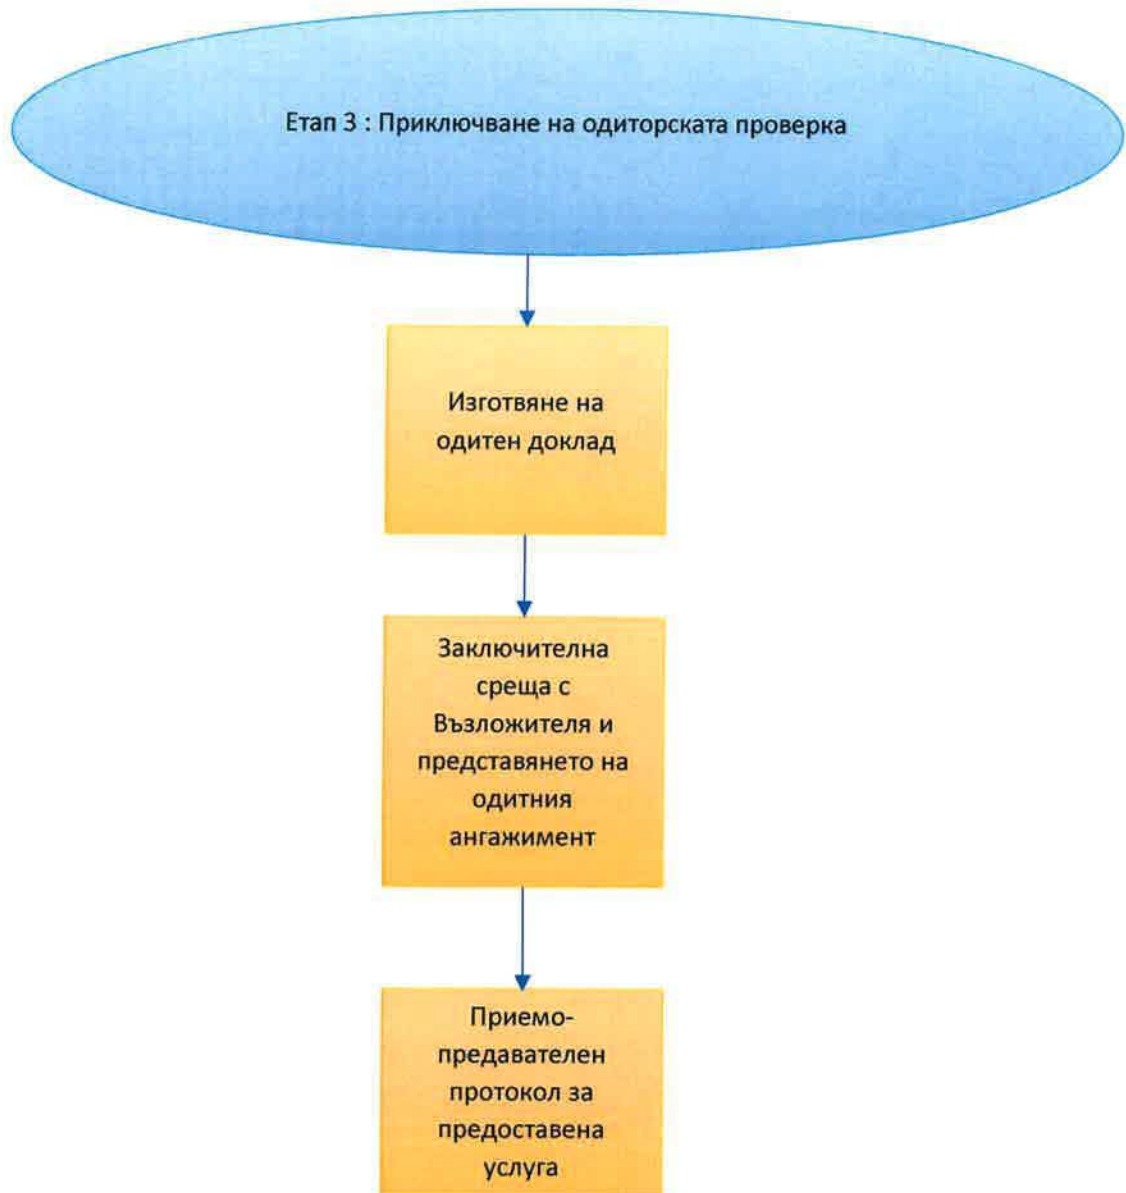 Етап 3 : Приключване на одиторската проверка
Изготвяне на
одитен доклад
Заключителна
среща с
Възложителя и
представянето на
одитния
ангажимент
Приемо-
предавателен
протокол за
предоставена
услуга